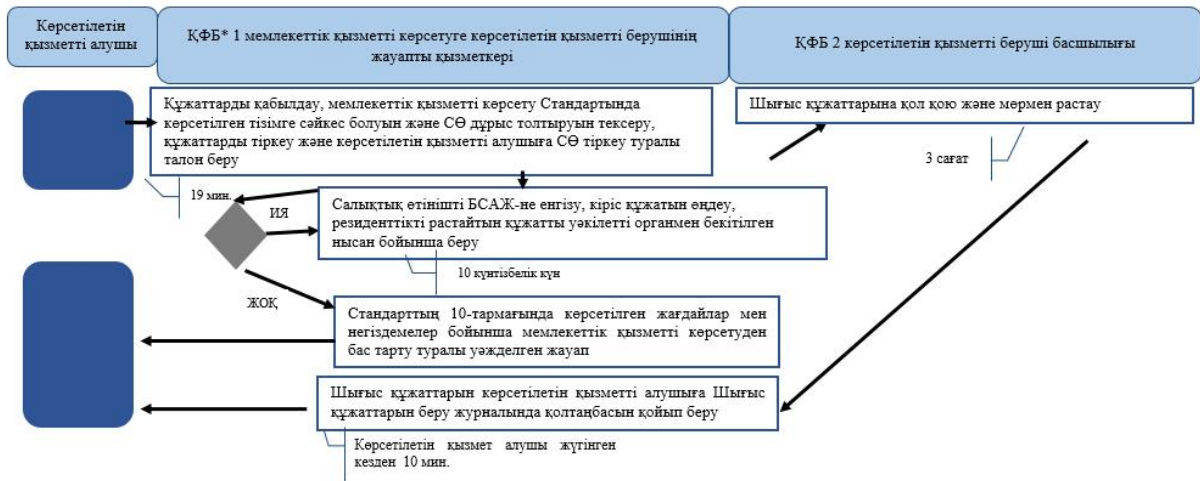 Көрсетілетін
қызметті алушы
ҚФБ* 1 мемлекеттік қызметті көрсетуге көрсетілетін қызметті берушінің
жауапты қызметкері
ҚФБ 2 көрсетілетін қызметті беруші басшылығы
Құжаттарды қабылдау, мемлекеттік қызметті көрсету Стандартында
көрсетілген тізімге сәйкес болуын және СӨ дұрыс толтыруын тексеру,
құжаттарды тіркеу және көрсетілетін қызметті алушыға СӨ тіркеу туралы
талон беру
Шығыс құжаттарына қол қою және мөрмен растау
3 сағат
19 мин.
ИЯ
Салықтық өтінішті БСАЖ-не енгізу, кіріс құжатын өңдеу,
резиденттікті растайтын құжатты уәкілетті органмен бекітілген
нысан бойынша беру
10 күнтізбелік күн
ЖОҚ
Стандарттың 10-тармағында көрсетілген жағдайлар мен
негіздемелер бойынша мемлекеттік қызметті көрсетуден
бас тарту туралы уәжделген жауап
Шығыс құжаттарын көрсетілетін қызметті алушыға Шығыс
құжаттарын беру журналында қолтаңбасын қойып беру
Көрсетілетін қызмет алушы жүгінген
кезден 10 мин.